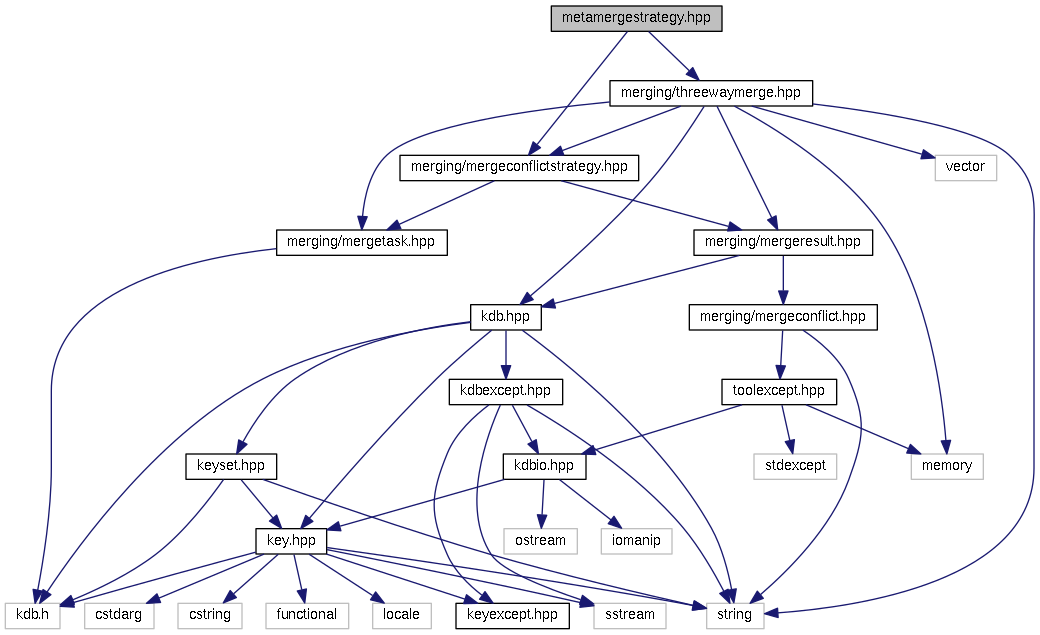 metamergestrategy.hpp
merging/threewaymerge.hpp
merging/mergeconflictstrategy.hpp
vector
merging/mergetask.hpp
merging/mergeresult.hpp
kdb.hpp
merging/mergeconflict.hpp
kdbexcept.hpp
toolexcept.hpp
keyset.hpp
kdbio.hpp
stdexcept
memory
key.hpp
ostream
iomanip
kdb.h
cstdarg
cstring
functional
locale
keyexcept.hpp
sstream
string